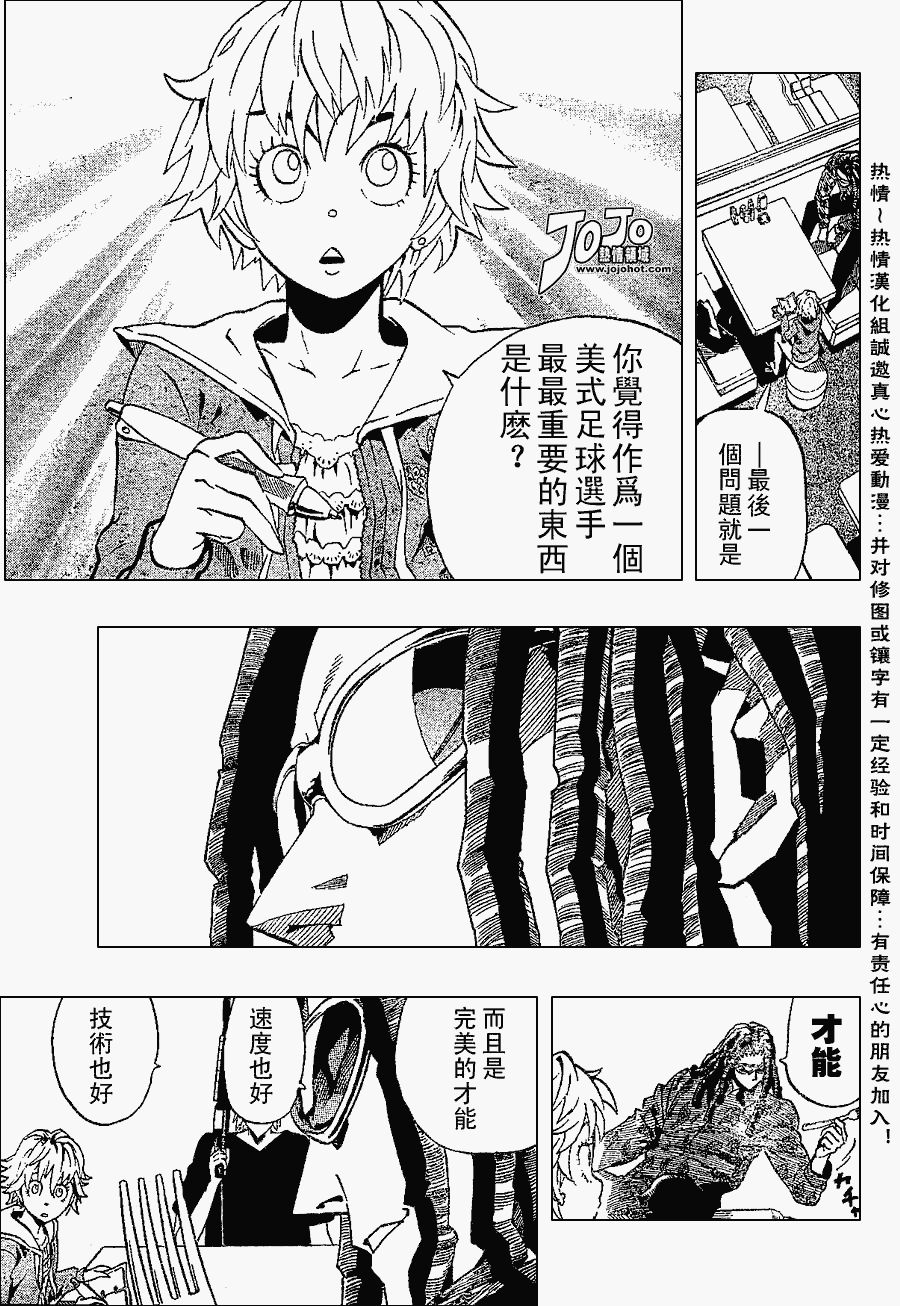 —最後一
個問題就是
你覺得作爲一個
美式足球選手
最最重要的東西
是什麽？
JOJO
熱情領域
www.jojohot.com
才能
カチャ
而且是
完美的才能
速度也好
技術也好
热情~热情漢化組誠邀真心热爱動漫…并对修图或镶字有一定经验和时间保障…有责任心的朋友加入！